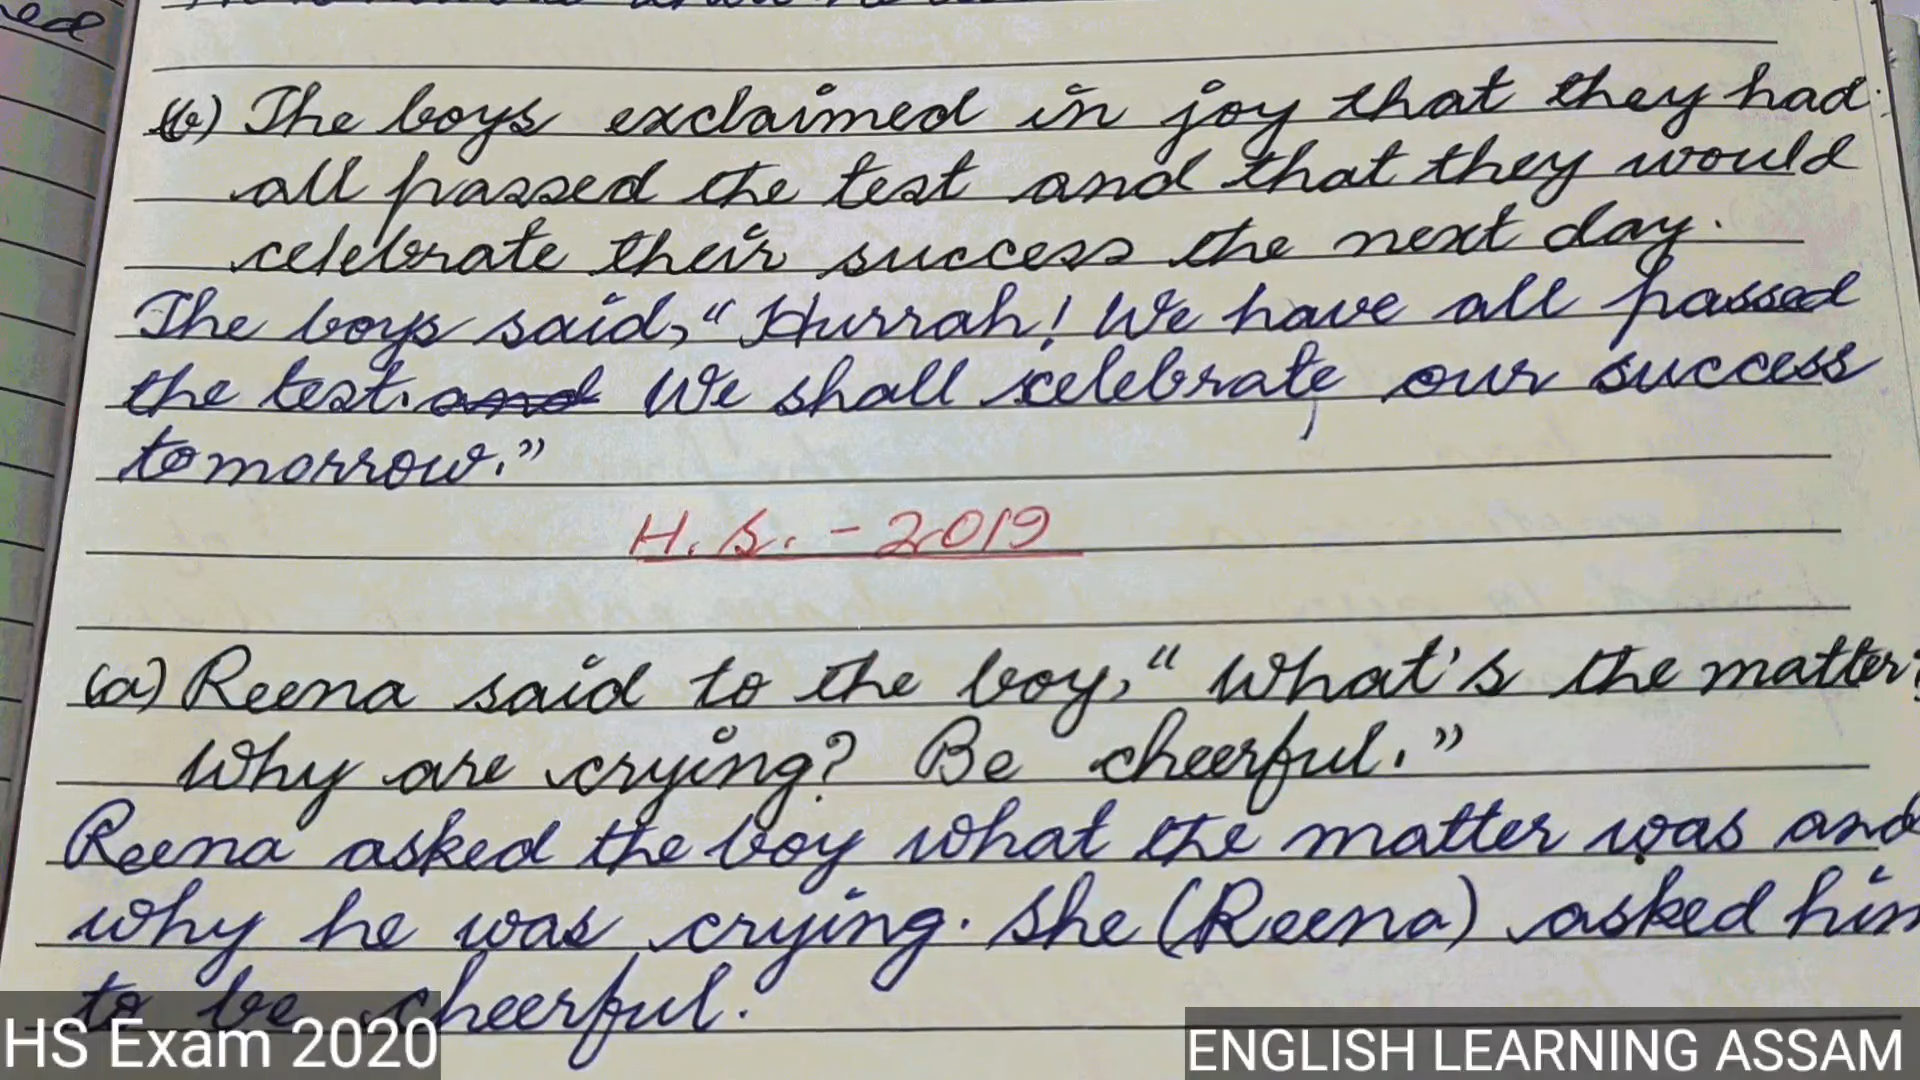 ed
(b) The boys exclaimed in joy that they had
all passed the test and that they would
celebrate their success the next day.
The boys said, "Hurrah! We have all passed
the test. and We shall celebrate our success
tomorrow."
H.S. - 2019
(a) Reena said to the boy, "What's the matter?
Why are crying? Be cheerful."
Reena asked the boy what the matter was and
why he was crying. She (Reena) asked him
to be cheerful.
HS Exam 2020
ENGLISH LEARNING ASSAM